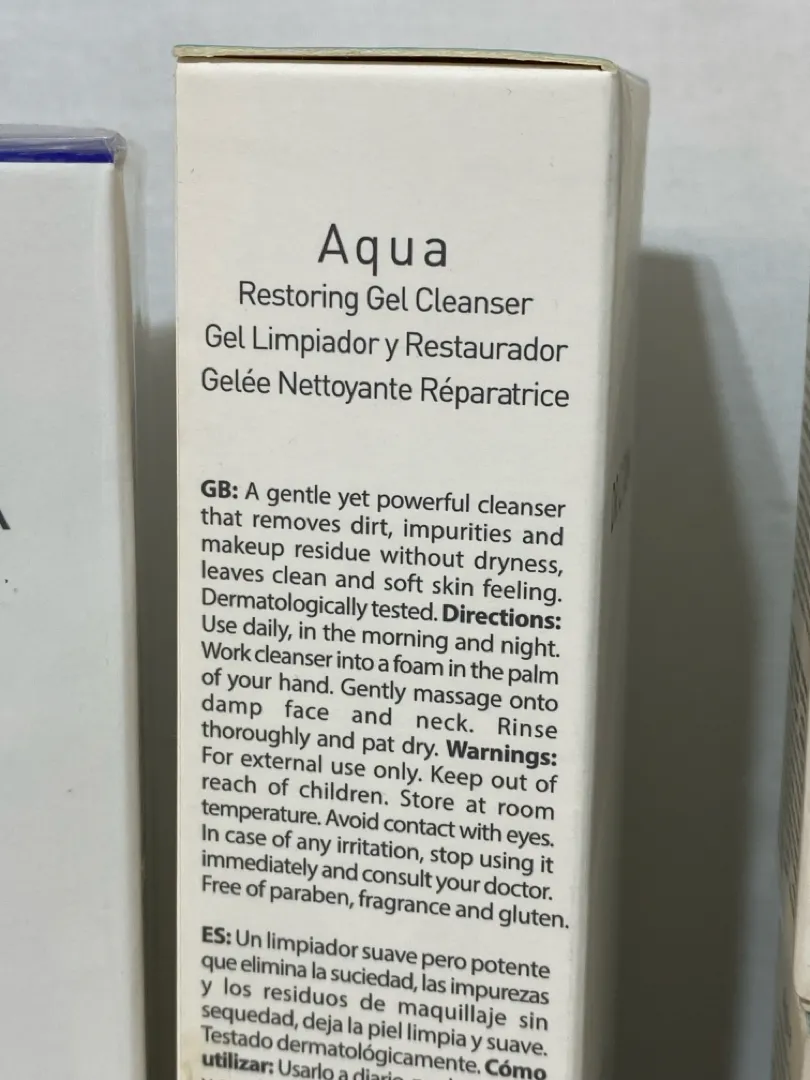 Aqua
Restoring Gel Cleanser
Gel Limpiador y Restaurador
Gelée Nettoyante Réparatrice
GB: A gentle yet powerful cleanser
that removes dirt, impurities and
makeup residue without dryness,
leaves clean and soft skin feeling.
Dermatologically tested. Directions:
Use daily, in the morning and night.
Work cleanser into a foam in the palm
of your hand. Gently massage onto
damp face and neck. Rinse
thoroughly and pat dry. Warnings:
For external use only. Keep out of
reach of children. Store at room
temperature. Avoid contact with eyes.
In case of any irritation, stop using it
immediately and consult your doctor.
Free of paraben, fragrance and gluten.
ES: Un limpiador suave pero potente
que elimina la suciedad, las impurezas
y los residuos de maquillaje sin
sequedad, deja la piel limpia y suave.
Testado dermatológicamente. Cómo
utilizar: Usarlo a diario